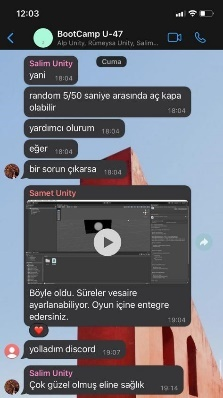 12:03
BootCamp U-47
Alp Unity, Rümeysa Unity, Salim...
Cuma
Salim Unity
yani
18:04
random 5/50 saniye arasında aç kapa
olabilir
18:04
yardımcı olurum
18:04
eğer
18:04
bir sorun çıkarsa
18:04
Samet Unity
Böyle oldu. Süreler vesaire
ayarlanabiliyor. Oyun içine entegre
edersiniz.
19:04
yolladım discord
19:07
Salim Unity
Çok güzel olmuş eline sağlık
19:14